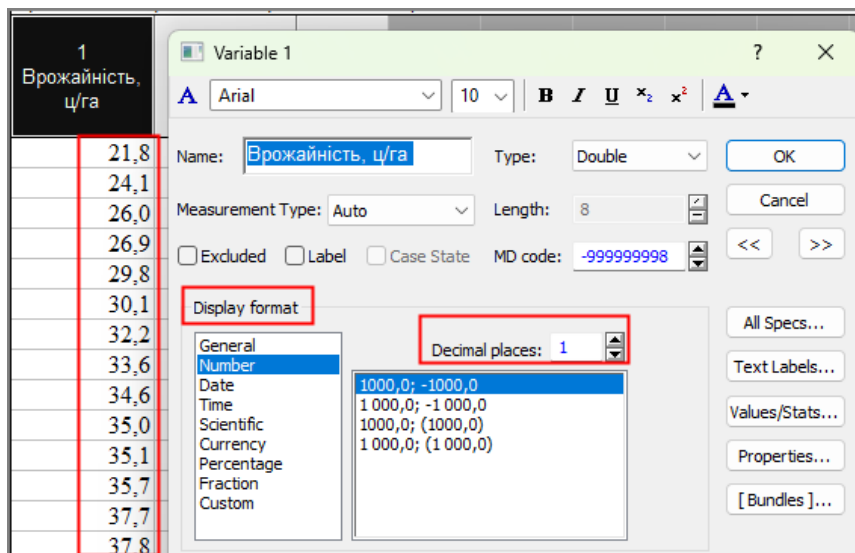 1
Врожайність,
ц/га
21,8
24,1
26,0
26,9
29,8
30,1
32,2
33,6
34,6
35,0
35,1
35,7
37,7
37,8
Variable 1 ? ×
A Arial 10 B I U x₂ x² A
Name: Врожайність, ц/га Type: Double OK
Measurement Type: Auto Length: 8 Cancel
Excluded Label Case State MD code: -999999998 << >>
Display format
Decimal places: 1
General
Number
Date
Time
Scientific
Currency
Percentage
Fraction
Custom
1000,0; -1000,0
1 000,0; -1 000,0
1000,0; (1000,0)
1 000,0; (1 000,0)
All Specs...
Text Labels...
Values/Stats...
Properties...
[ Bundles ]...